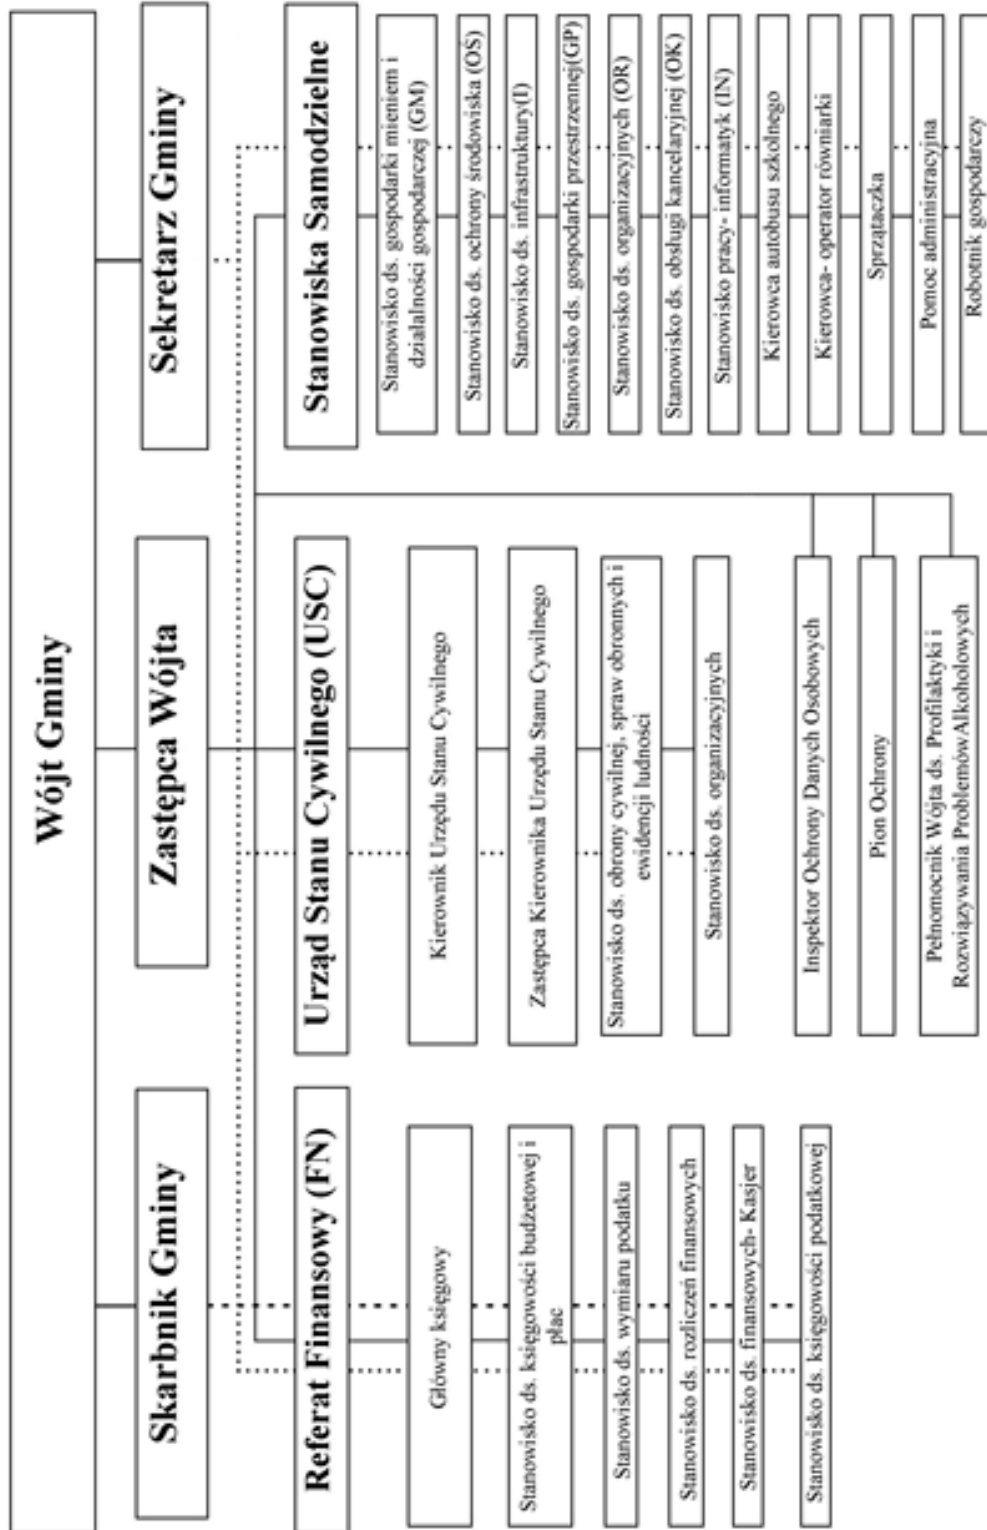 Wójt Gminy
Skarbnik Gminy
Zastępca Wójta
Sekretarz Gminy
Referat Finansowy (FN)
Główny księgowy
Stanowisko ds. księgowości budżetowej i
płac
Stanowisko ds. wymiaru podatku
Stanowisko ds. rozliczeń finansowych
Stanowisko ds. finansowych- Kasjer
Stanowisko ds. księgowości podatkowej
Urząd Stanu Cywilnego (USC)
Kierownik Urzędu Stanu Cywilnego
Zastępca Kierownika Urzędu Stanu Cywilnego
Stanowisko ds. obrony cywilnej, spraw obronnych i
ewidencji ludności
Stanowisko ds. organizacyjnych
Inspektor Ochrony Danych Osobowych
Pion Ochrony
Pełnomocnik Wójta ds. Profilaktyki i
Rozwiązywania ProblemówAlkoholowych
Stanowiska Samodzielne
Stanowisko ds. gospodarki mieniem i
działalności gospodarczej (GM)
Stanowisko ds. ochrony środowiska (OŚ)
Stanowisko ds. infrastruktury(I)
Stanowisko ds. gospodarki przestrzennej(GP)
Stanowisko ds. organizacyjnych (OR)
Stanowisko ds. obsługi kancelaryjnej (OK)
Stanowisko pracy- informatyk (IN)
Kierowca autobusu szkolnego
Kierowca- operator równiarki
Sprzątaczka
Pomoc administracyjna
Robotnik gospodarczy